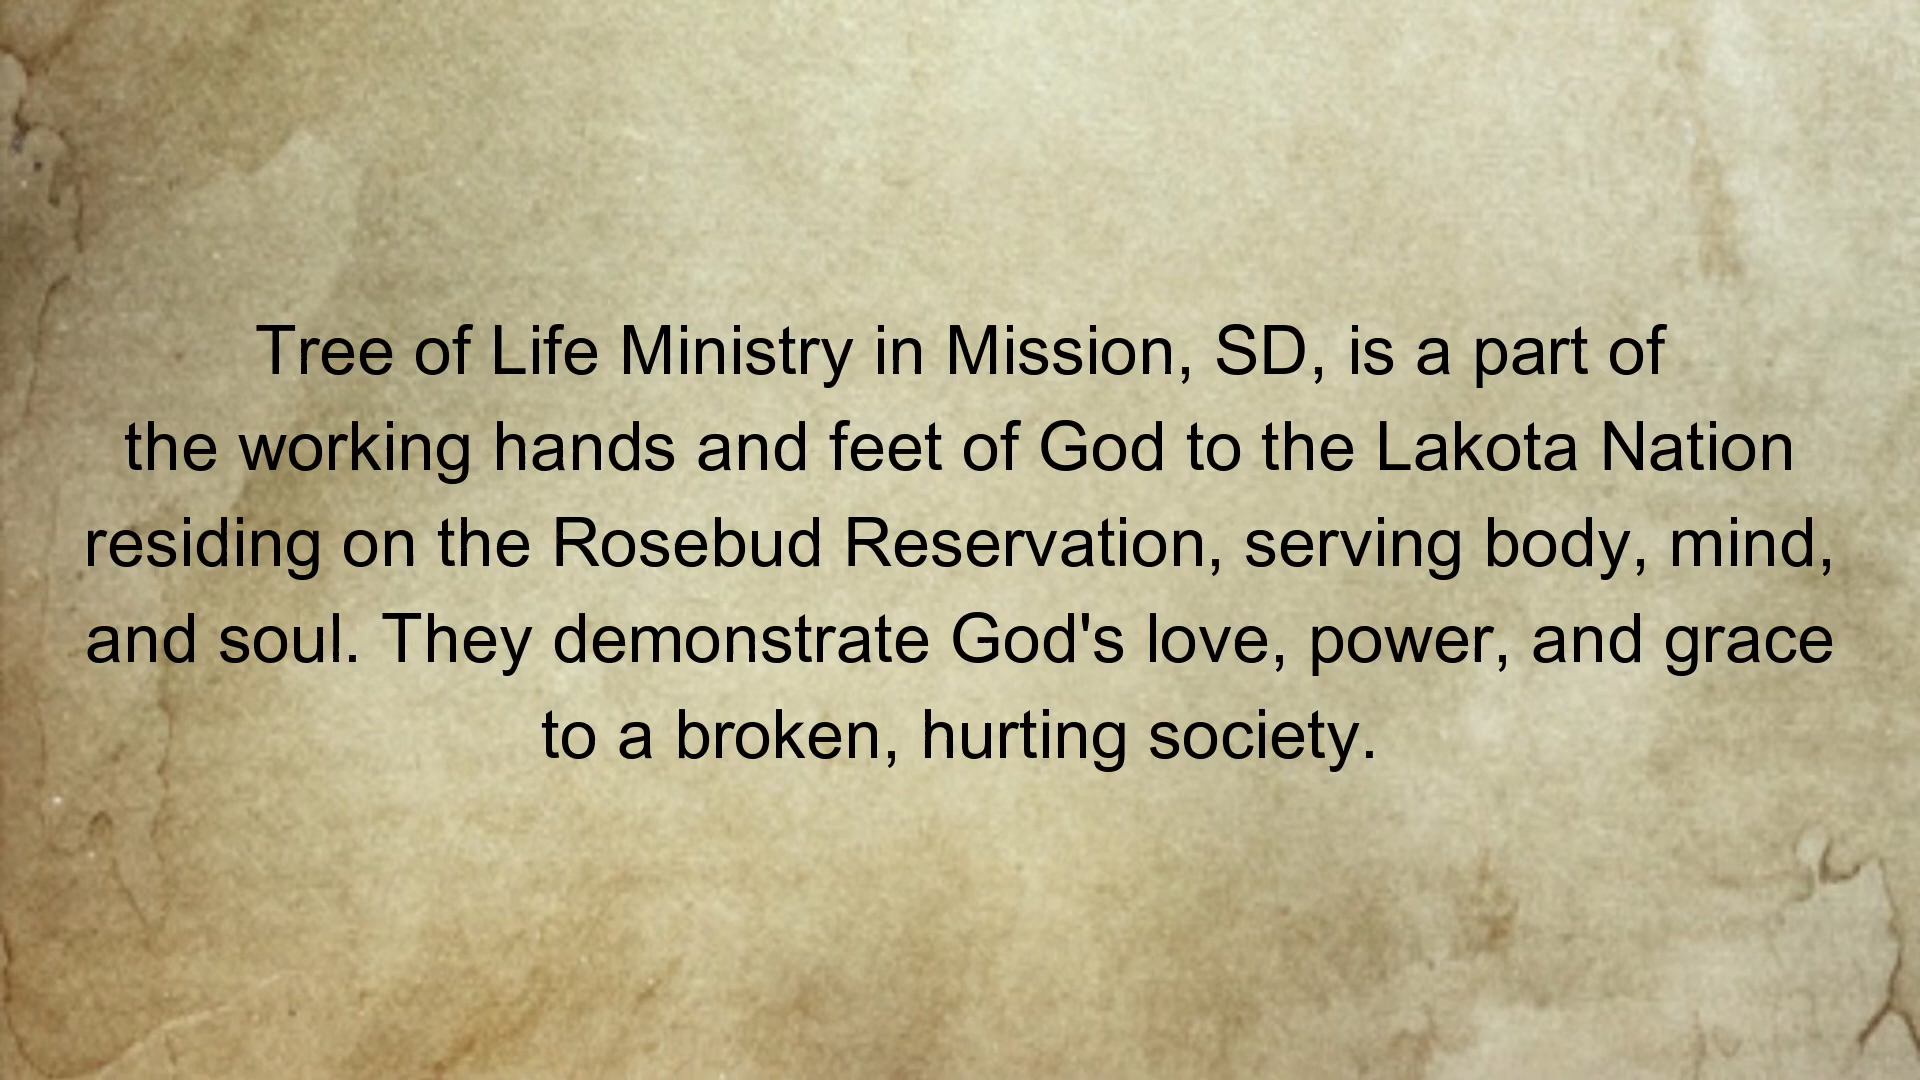 Tree of Life Ministry in Mission, SD, is a part of
the working hands and feet of God to the Lakota Nation
residing on the Rosebud Reservation, serving body, mind,
and soul. They demonstrate God's love, power, and grace
to a broken, hurting society.